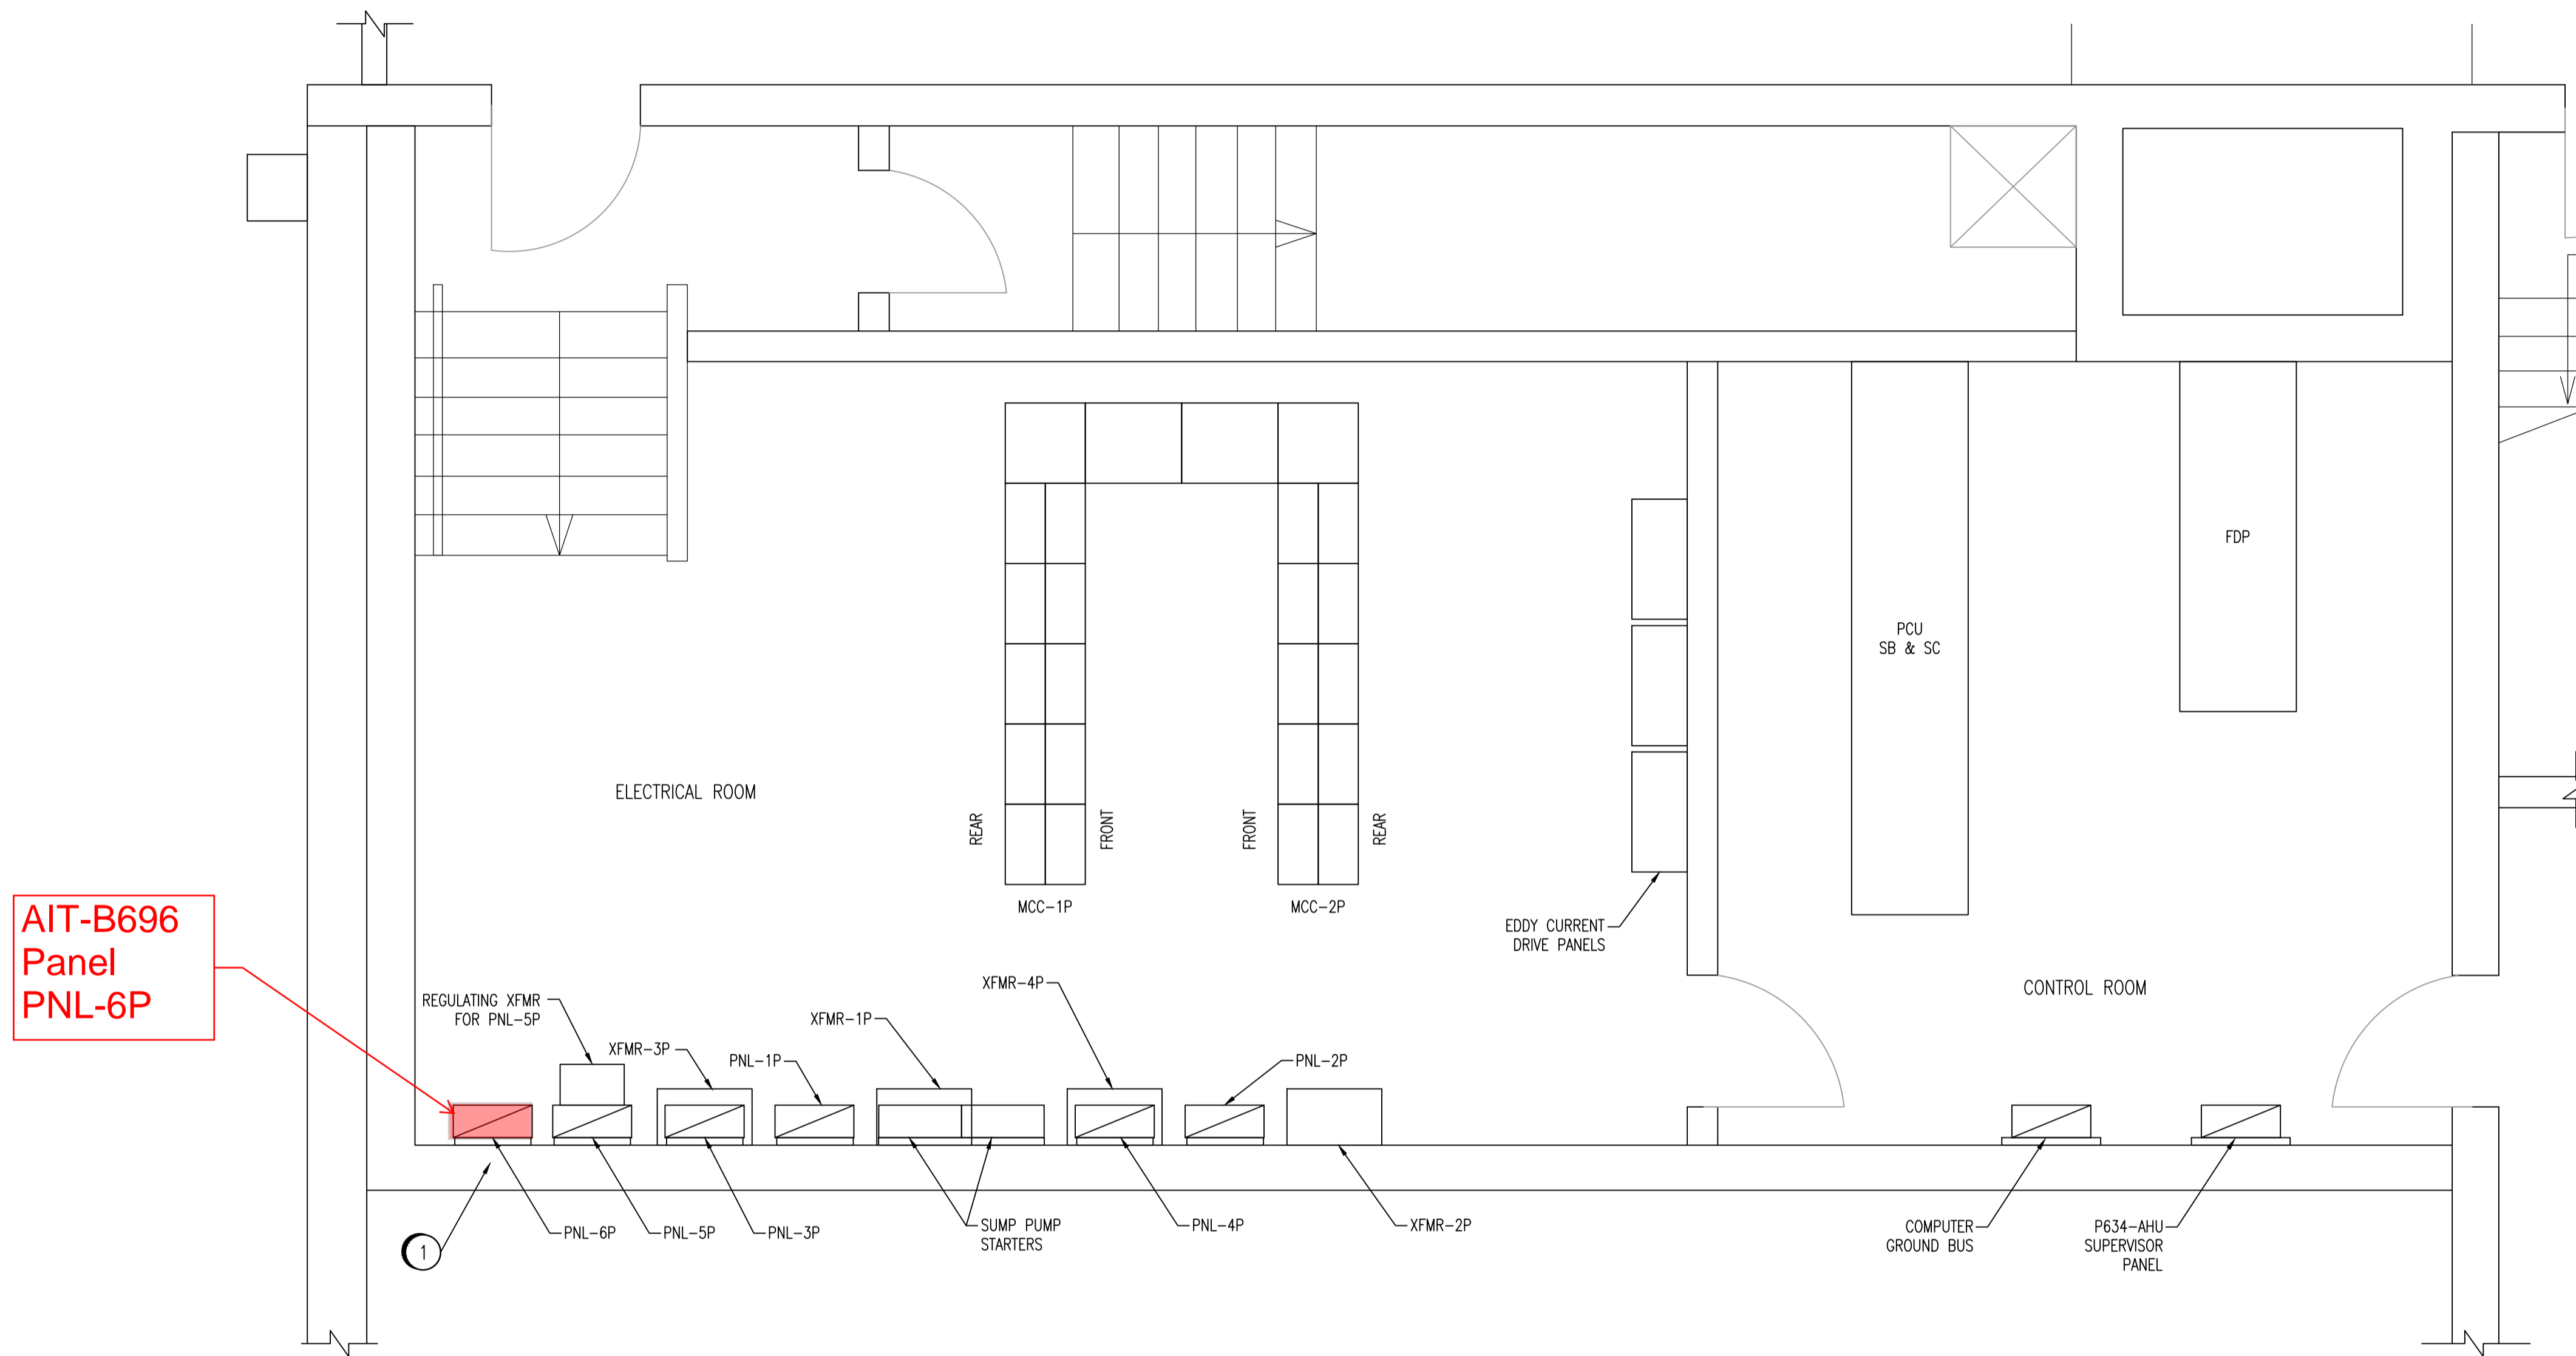 FDP
PCU
SB & SC
ELECTRICAL ROOM
REAR
FRONT
FRONT
REAR
MCC-1P
MCC-2P
EDDY CURRENT
DRIVE PANELS
AIT-B696
Panel
PNL-6P
CONTROL ROOM
REGULATING XFMR
FOR PNL-5P
XFMR-3P
PNL-1P
XFMR-1P
XFMR-4P
PNL-2P
1
PNL-6P
PNL-5P
PNL-3P
SUMP PUMP
STARTERS
PNL-4P
XFMR-2P
COMPUTER
GROUND BUS
P634-AHU
SUPERVISOR
PANEL